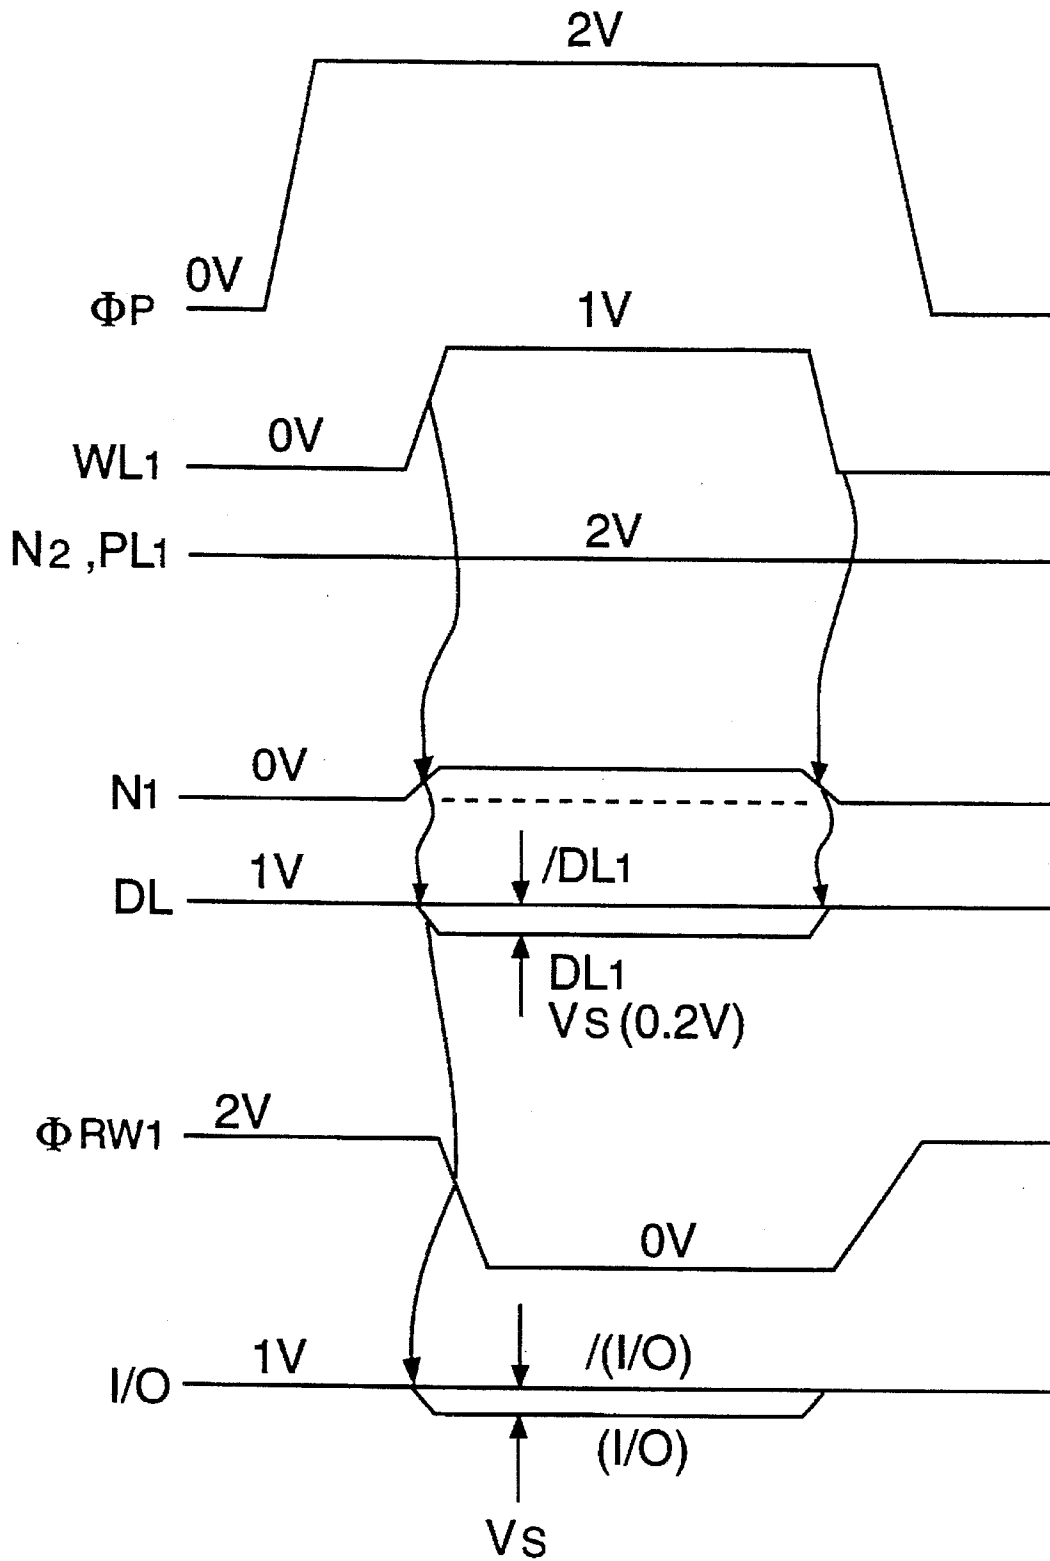 2V
0V
ΦP
1V
0V
WL1
2V
N2 ,PL1
0V
N1
1V
/DL1
DL
DL1
VS (0.2V)
2V
ΦRW1
0V
1V
/(I/O)
I/O
(I/O)
VS